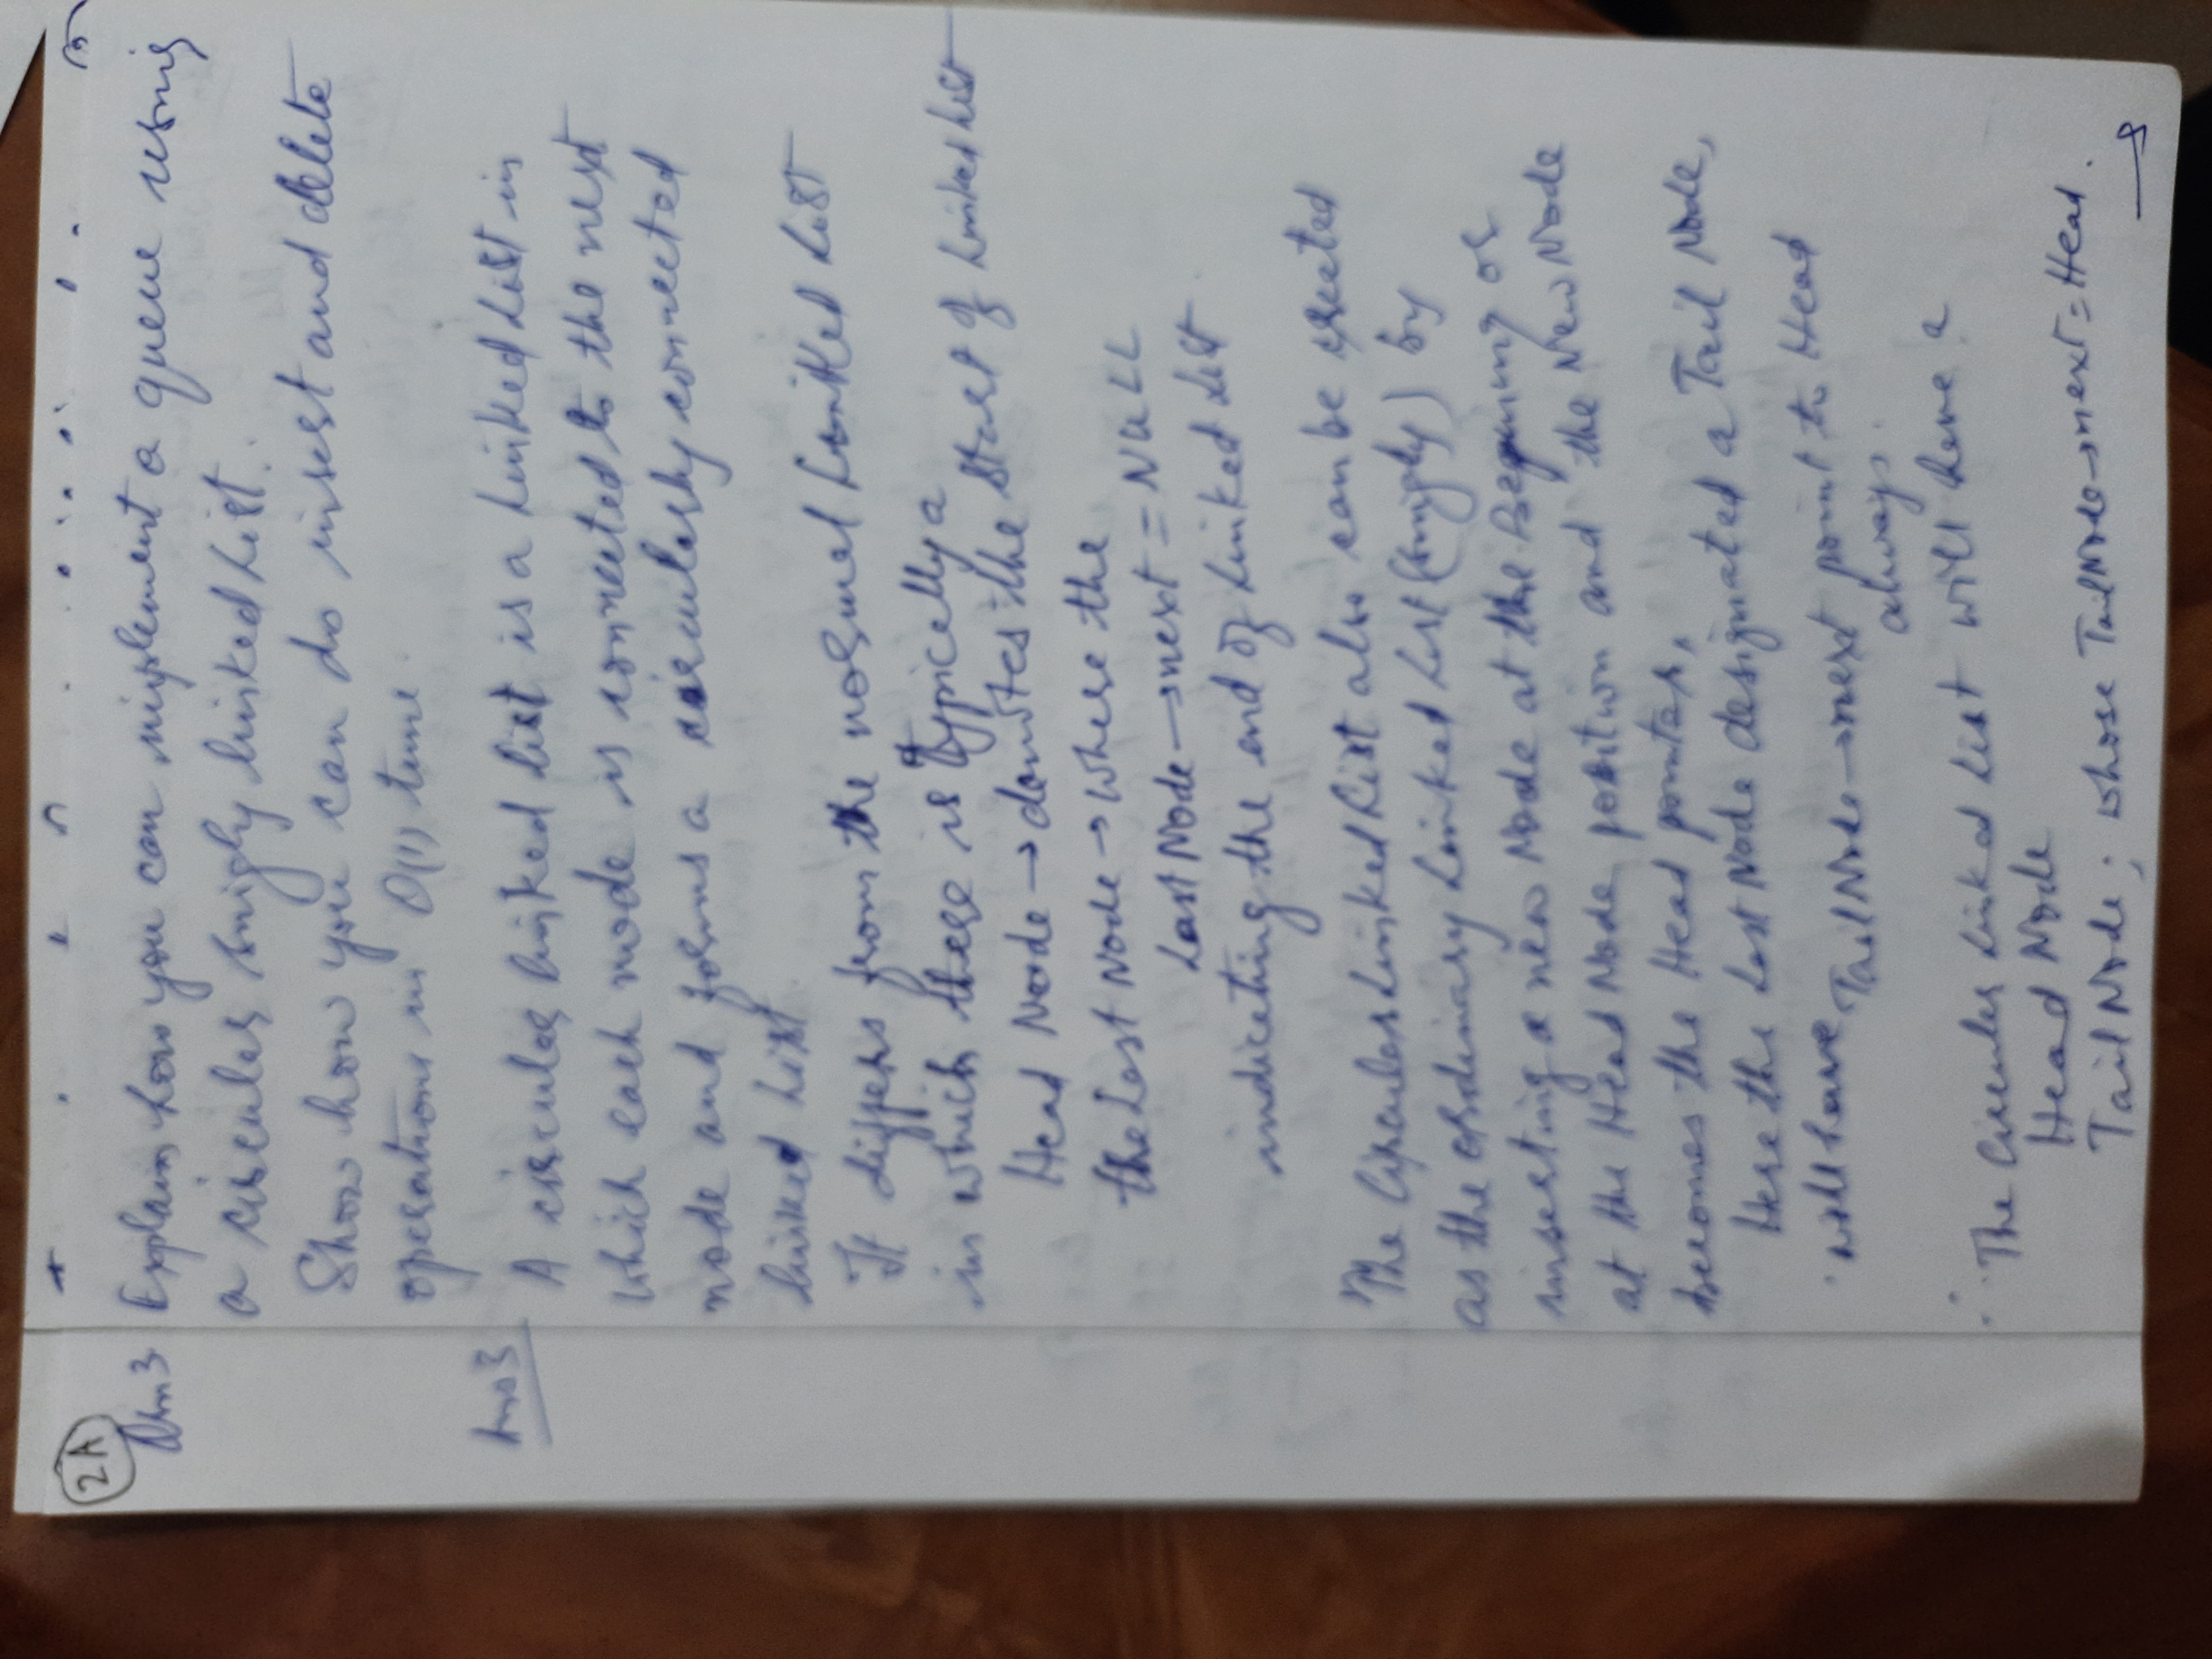 2A
Qsn 3 Explain how you can implement a queue using
a circular singly linked List.
Show how you can do insert and delete
operations in O(1) time.
Ans 3
A circular linked list is a Linked List in
which each node is connected to the next
node and forms a circularly connected
linked List.
It differs from the normal Linked List
in which there is typically a
Head Node → denotes the start of Linked List
the Last Node → where the
Last Node → next = NULL
indicating the end of Linked List
The Circular Linked List also can be created
as the ordinary Linked List (singly) by
inserting a new Node at the Begining or
at the Head Node position and the New Node
becomes the Head pointer,
Here the Last Node designated a Tail Node,
will have Tail Node → next point to Head
always.
The Circular Linked List will have a
Head Node
Tail Node ; whose Tail Node → next = Head.